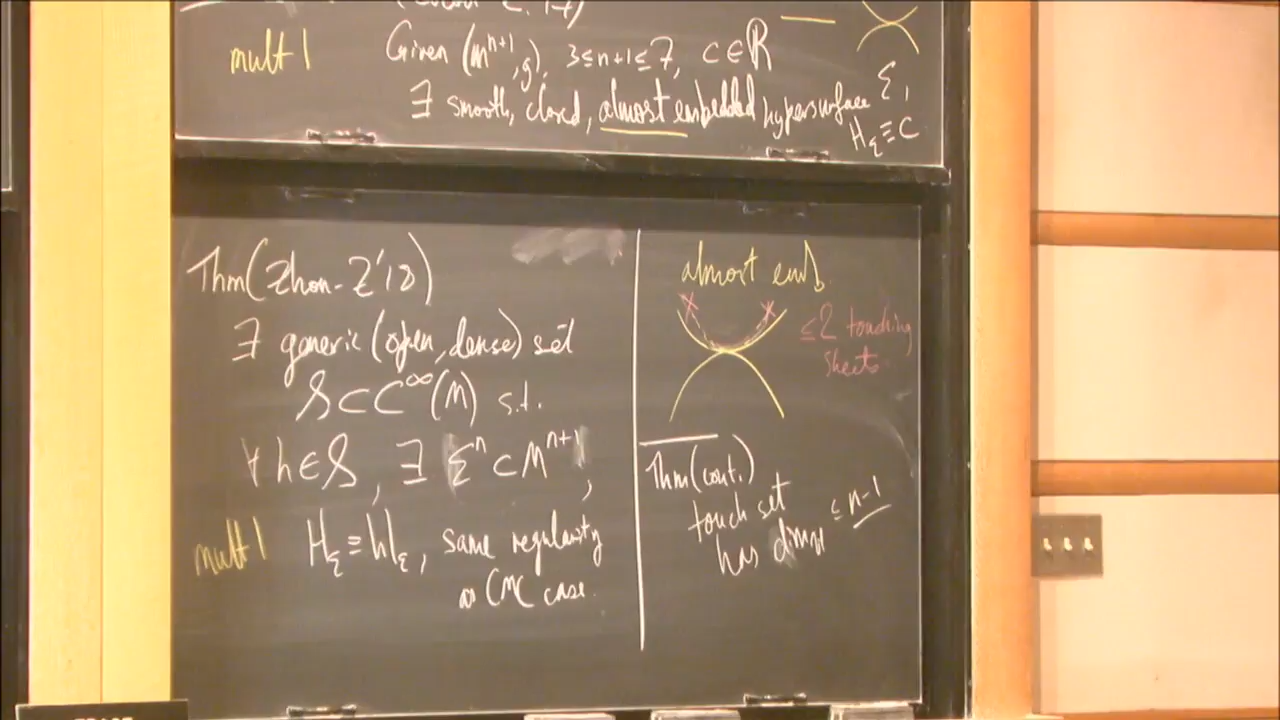 mult 1
Given (M^{n+1}, g), 3≤n+1≤7, c∈ℝ
∃ smooth, closed, almost embedded hypersurface Σ,
H_Σ≡C
Thm(Zhou-Z'18)
∃ generic (open, dense) set
S⊂C^∞(M) s.t.
∀ h∈S, ∃ Σ^n⊂M^{n+1},
mult 1 H_Σ≡h|_Σ, same regularity
as CMC case.
almost emb.
≤2 touching
sheets
Thm(cont.)
touch set
has dim ≤ n-1